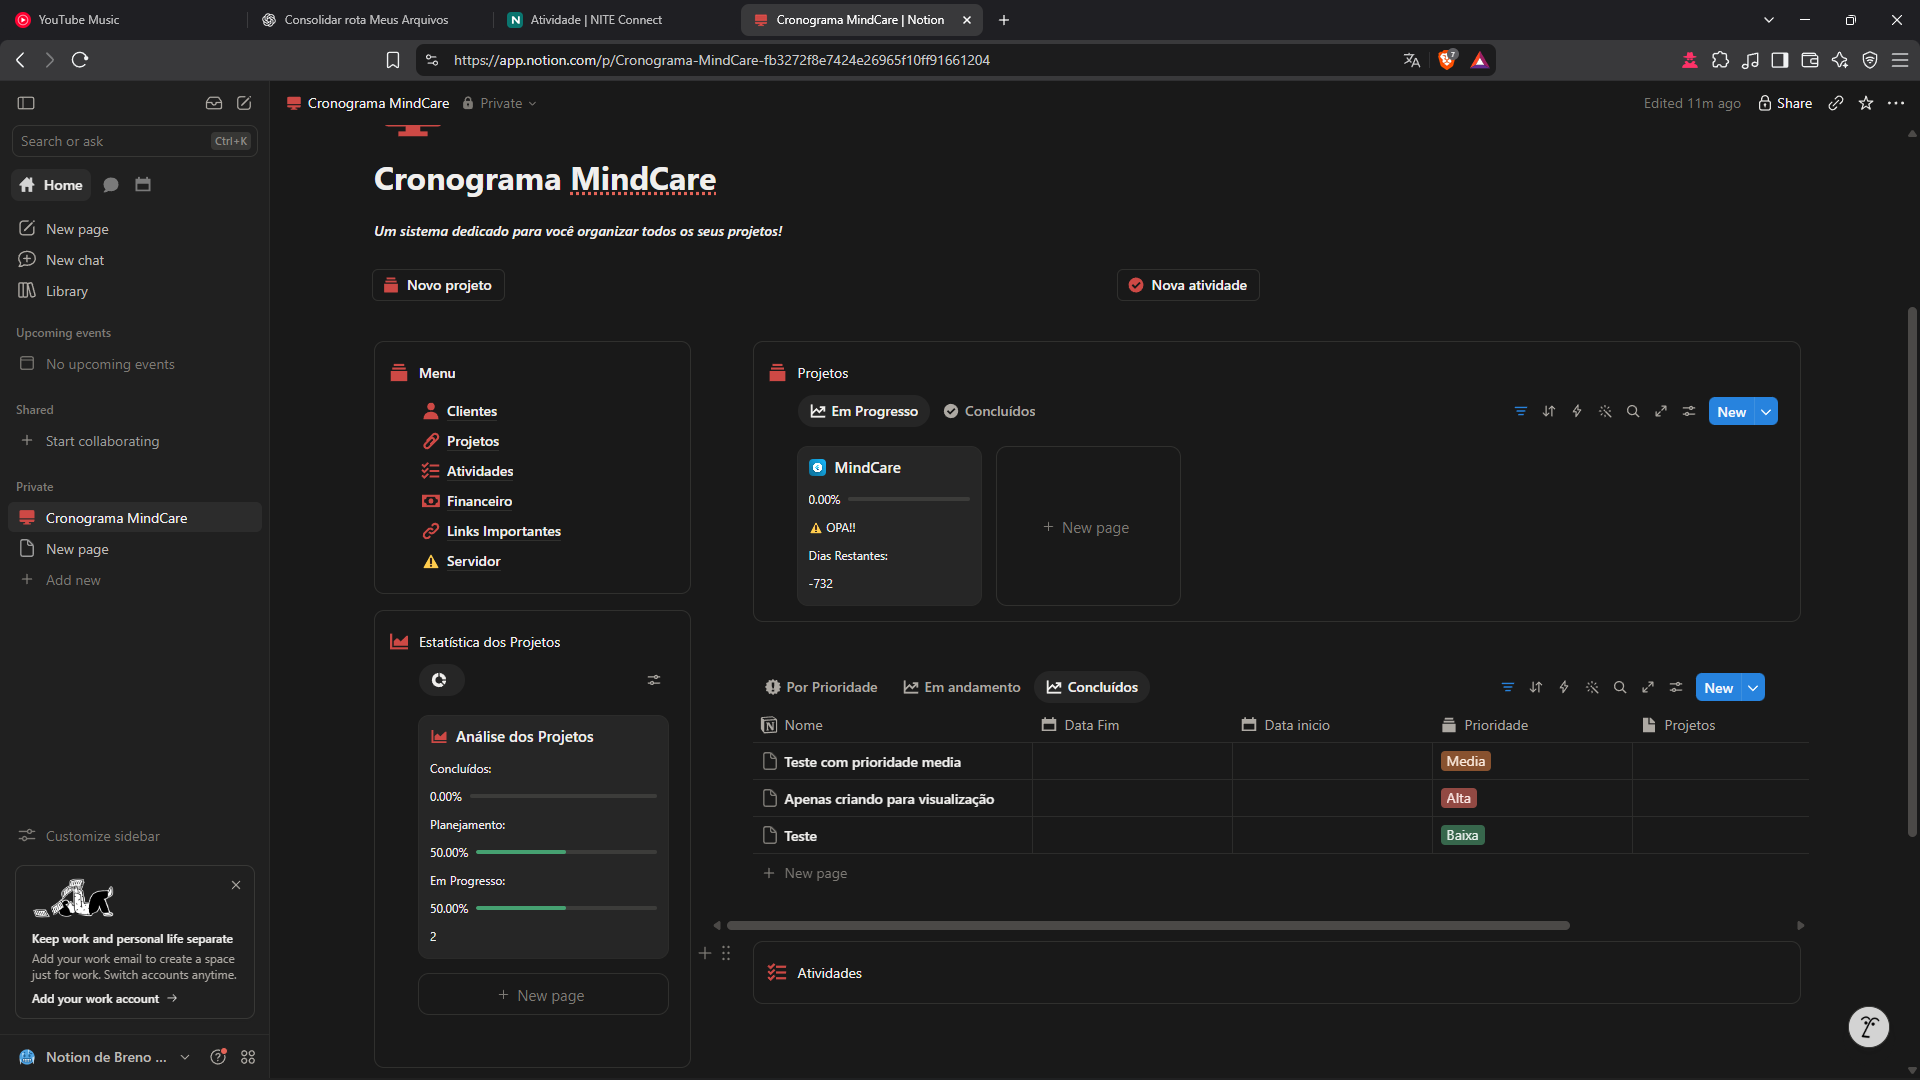 YouTube Music
Consolidar rota Meus Arquivos
Atividade | NITE Connect
Cronograma MindCare | Notion
https://app.notion.com/p/Cronograma-MindCare-fb3272f8e7424e26965f10ff91661204
7
Cronograma MindCare
Private
Edited 11m ago
Share
Search or ask
Ctrl+K
Home
New page
New chat
Library
Upcoming events
No upcoming events
Shared
Start collaborating
Private
Cronograma MindCare
New page
Add new
Customize sidebar
Keep work and personal life separate
Add your work email to create a space
just for work. Switch accounts anytime.
Add your work account →
Notion de Breno ...
Cronograma MindCare
Um sistema dedicado para você organizar todos os seus projetos!
Novo projeto
Nova atividade
Menu
Clientes
Projetos
Atividades
Financeiro
Links Importantes
Servidor
Estatística dos Projetos
Análise dos Projetos
Concluídos:
0.00%
Planejamento:
50.00%
Em Progresso:
50.00%
2
+ New page
Projetos
Em Progresso
Concluídos
New
MindCare
0.00%
⚠ OPA!!
Dias Restantes:
-732
+ New page
Por Prioridade
Em andamento
Concluídos
New
Nome
Data Fim
Data inicio
Prioridade
Projetos
Teste com prioridade media
Media
Apenas criando para visualização
Alta
Teste
Baixa
+ New page
Atividades